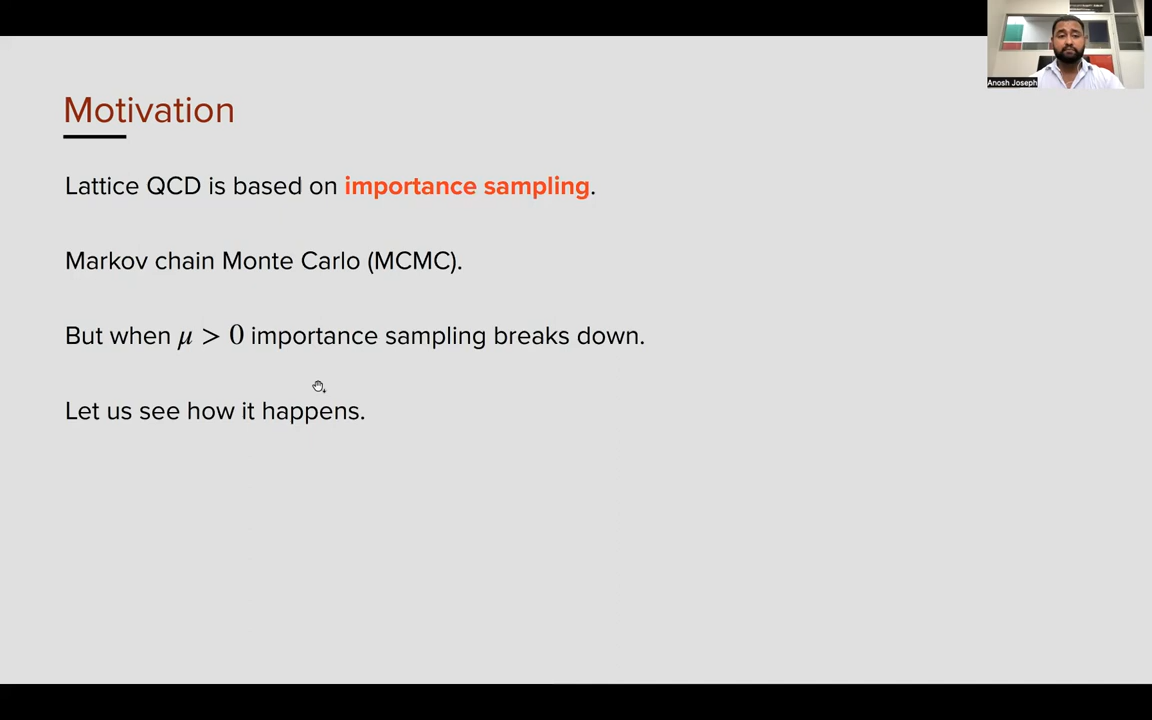 Anosh Joseph
Motivation
Lattice QCD is based on importance sampling.
Markov chain Monte Carlo (MCMC).
But when μ > 0 importance sampling breaks down.
Let us see how it happens.